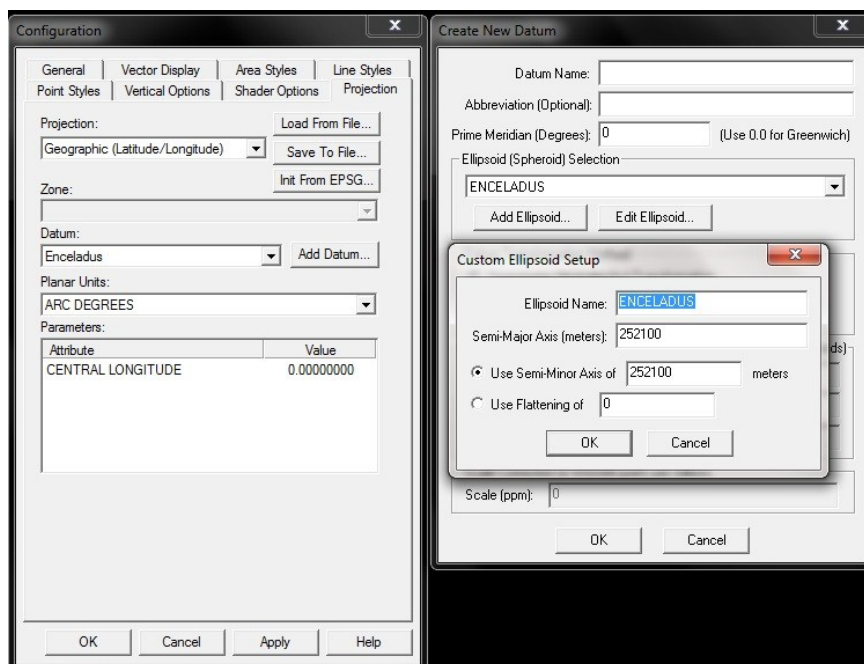 Configuration
X
General
Vector Display
Area Styles
Line Styles
Point Styles
Vertical Options
Shader Options
Projection
Projection:
Load From File...
Geographic (Latitude/Longitude)
Save To File...
Init From EPSG...
Zone:
Datum:
Enceladus
Add Datum...
Planar Units:
ARC DEGREES
Parameters:
Attribute Value
CENTRAL LONGITUDE 0.00000000
OK Cancel Apply Help
Create New Datum
X
Datum Name:
Abbreviation (Optional):
Prime Meridian (Degrees): 0 (Use 0.0 for Greenwich)
Ellipsoid (Spheroid) Selection
ENCELADUS
Add Ellipsoid... Edit Ellipsoid...
Custom Ellipsoid Setup
X
Ellipsoid Name: ENCELADUS
Semi-Major Axis (meters): 252100
Use Semi-Minor Axis of 252100 meters
Use Flattening of 0
OK Cancel
ds)
Scale (ppm): 0
OK Cancel